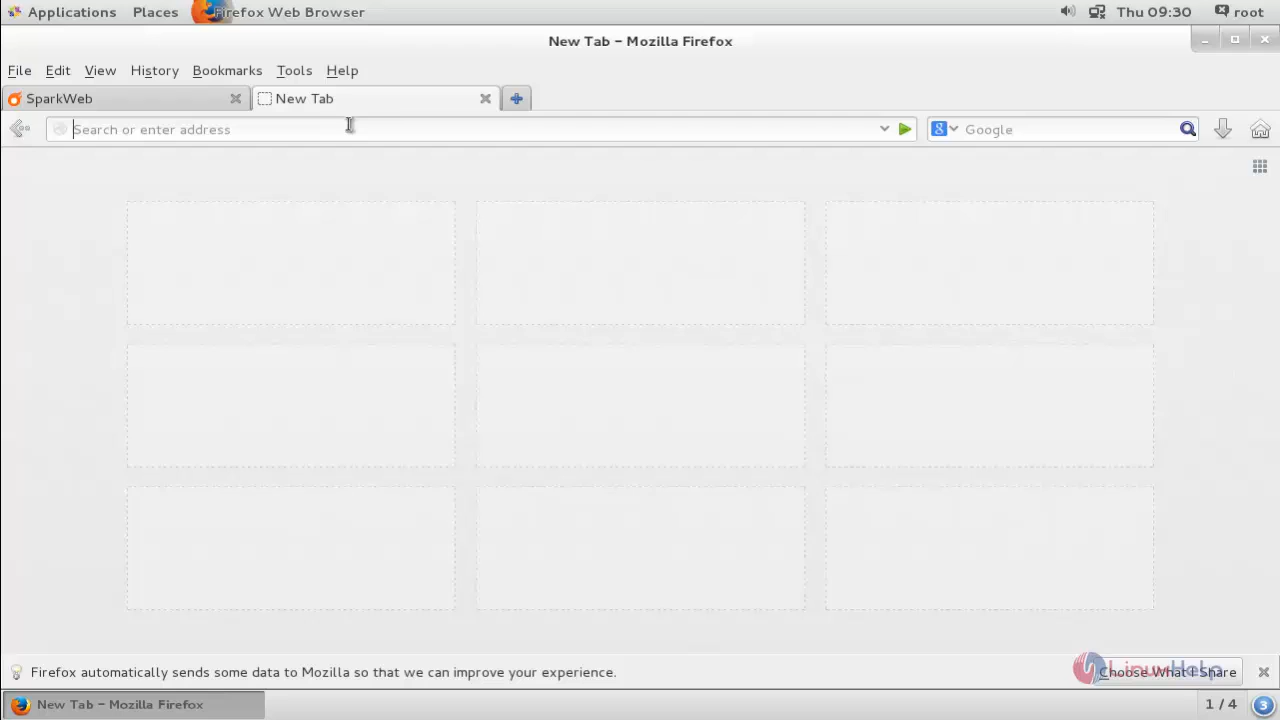 Applications Places Firefox Web Browser Thu 09:30 root
New Tab - Mozilla Firefox
File Edit View History Bookmarks Tools Help
SparkWeb New Tab
Search or enter address Google
Firefox automatically sends some data to Mozilla so that we can improve your experience. Choose What I Share
LinuxHelp
New Tab - Mozilla Firefox 1 / 4 3